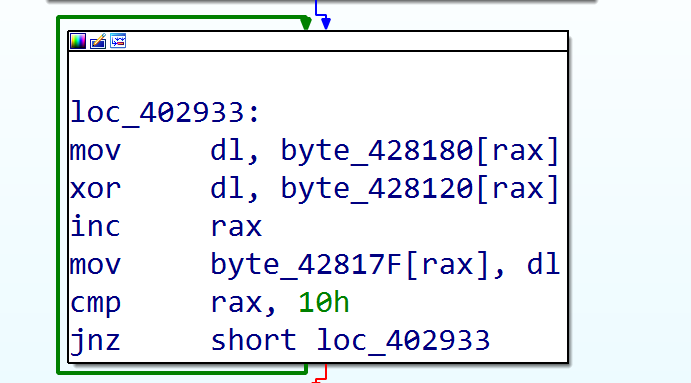 loc_402933:
mov dl, byte_428180[rax]
xor dl, byte_428120[rax]
inc rax
mov byte_42817F[rax], dl
cmp rax, 10h
jnz short loc_402933